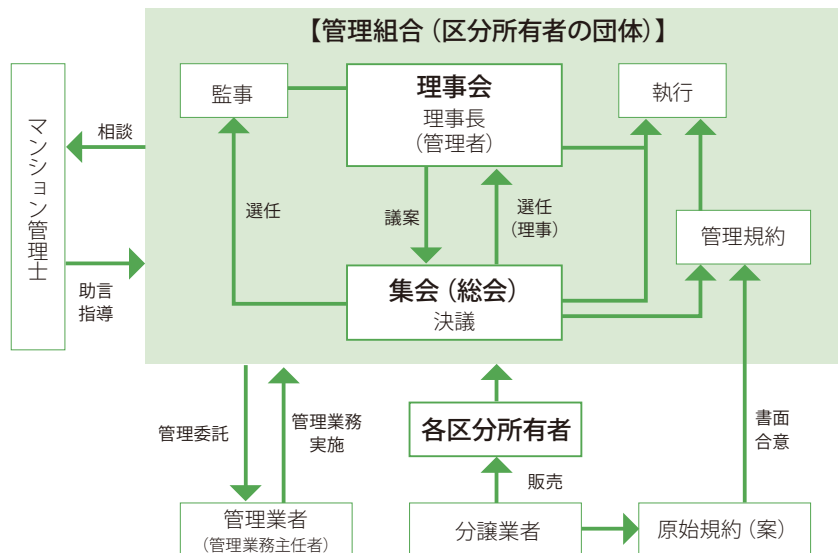 【管理組合（区分所有者の団体）】
監事
理事会
理事長
（管理者）
執行
マンション管理士
相談
選任
議案
選任
（理事）
管理規約
助言
指導
集会（総会）
決議
管理委託
管理業務
実施
各区分所有者
書面
合意
販売
管理業者
（管理業務主任者）
分譲業者
原始規約（案）